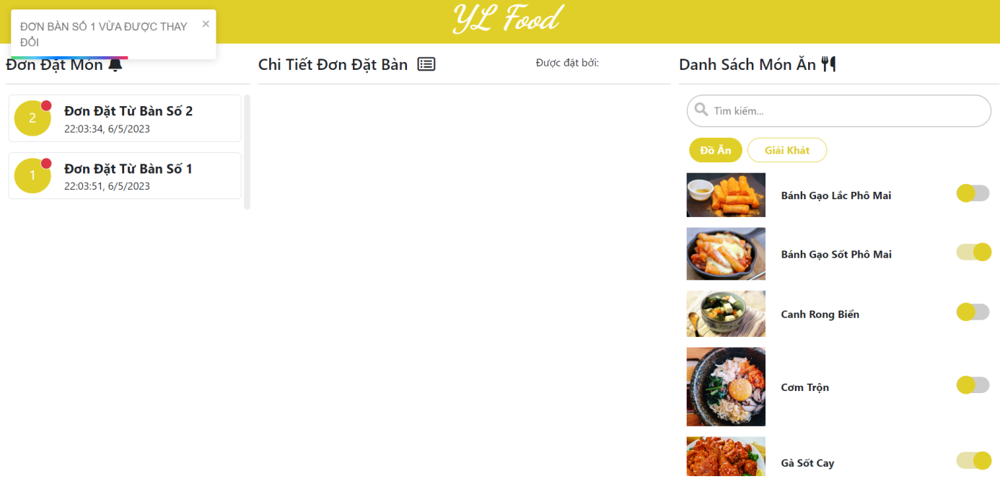 YL Food
ĐƠN BÀN SỐ 1 VỪA ĐƯỢC THAY
ĐỔI
×
Đơn Đặt Món
2
Đơn Đặt Từ Bàn Số 2
22:03:34, 6/5/2023
1
Đơn Đặt Từ Bàn Số 1
22:03:51, 6/5/2023
Chi Tiết Đơn Đặt Bàn
Được đặt bởi:
Danh Sách Món Ăn
Tìm kiếm...
Đồ Ăn
Giải Khát
Bánh Gạo Lắc Phô Mai
Bánh Gạo Sốt Phô Mai
Canh Rong Biển
Cơm Trộn
Gà Sốt Cay